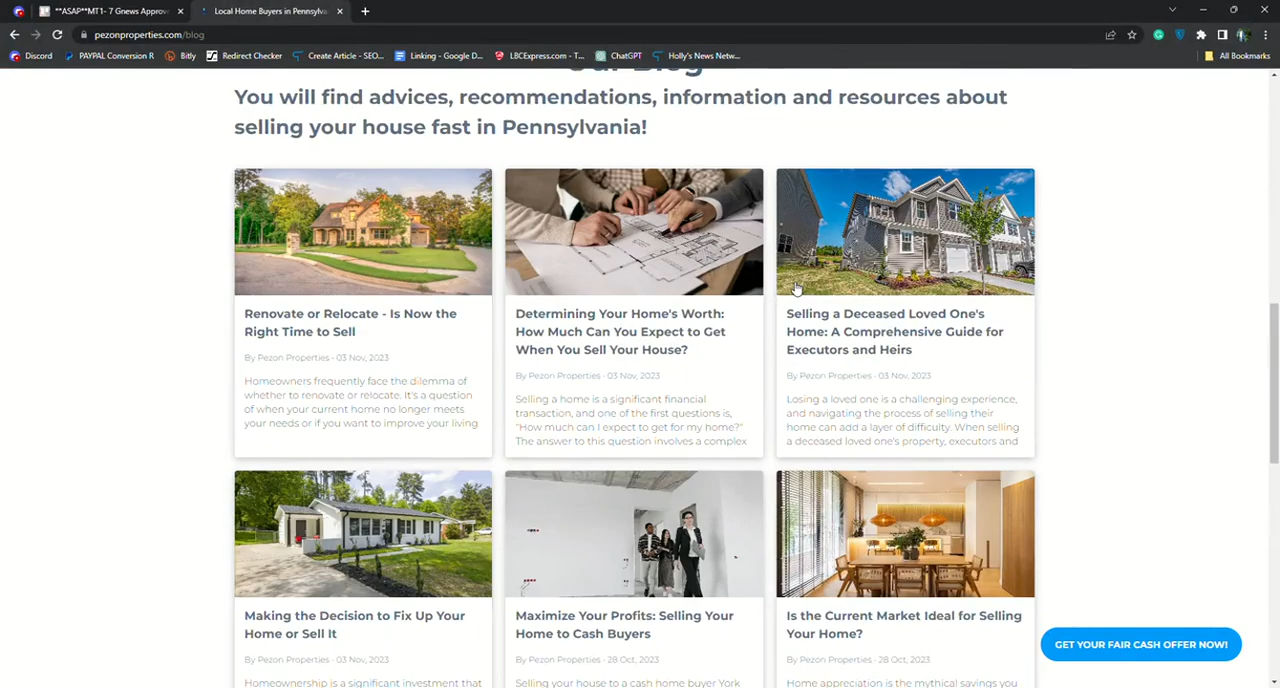 **ASAP**MT1- 7 Gnews Approv
Local Home Buyers in Pennsylva
pezonproperties.com/blog
Discord
PAYPAL Conversion R
Bitly
Redirect Checker
Create Article - SEO...
Linking - Google D...
LBCExpress.com - T...
ChatGPT
Holly's News Netw...
All Bookmarks
Our Blog
You will find advices, recommendations, information and resources about
selling your house fast in Pennsylvania!
Renovate or Relocate - Is Now the
Right Time to Sell
By Pezon Properties - 03 Nov, 2023
Homeowners frequently face the dilemma of
whether to renovate or relocate. It's a question
of when your current home no longer meets
your needs or if you want to improve your living
Determining Your Home's Worth:
How Much Can You Expect to Get
When You Sell Your House?
By Pezon Properties · 03 Nov, 2023
Selling a home is a significant financial
transaction, and one of the first questions is,
"How much can I expect to get for my home?"
The answer to this question involves a complex
Selling a Deceased Loved One's
Home: A Comprehensive Guide for
Executors and Heirs
By Pezon Properties · 03 Nov, 2023
Losing a loved one is a challenging experience,
and navigating the process of selling their
home can add a layer of difficulty. When selling
a deceased loved one's property, executors and
Making the Decision to Fix Up Your
Home or Sell It
By Pezon Properties · 03 Nov, 2023
Homeownership is a significant investment that
Maximize Your Profits: Selling Your
Home to Cash Buyers
By Pezon Properties · 28 Oct, 2023
Selling your house to a cash home buyer York
Is the Current Market Ideal for Selling
Your Home?
By Pezon Properties · 28 Oct, 2023
Home appreciation is the mythical savings you
GET YOUR FAIR CASH OFFER NOW!